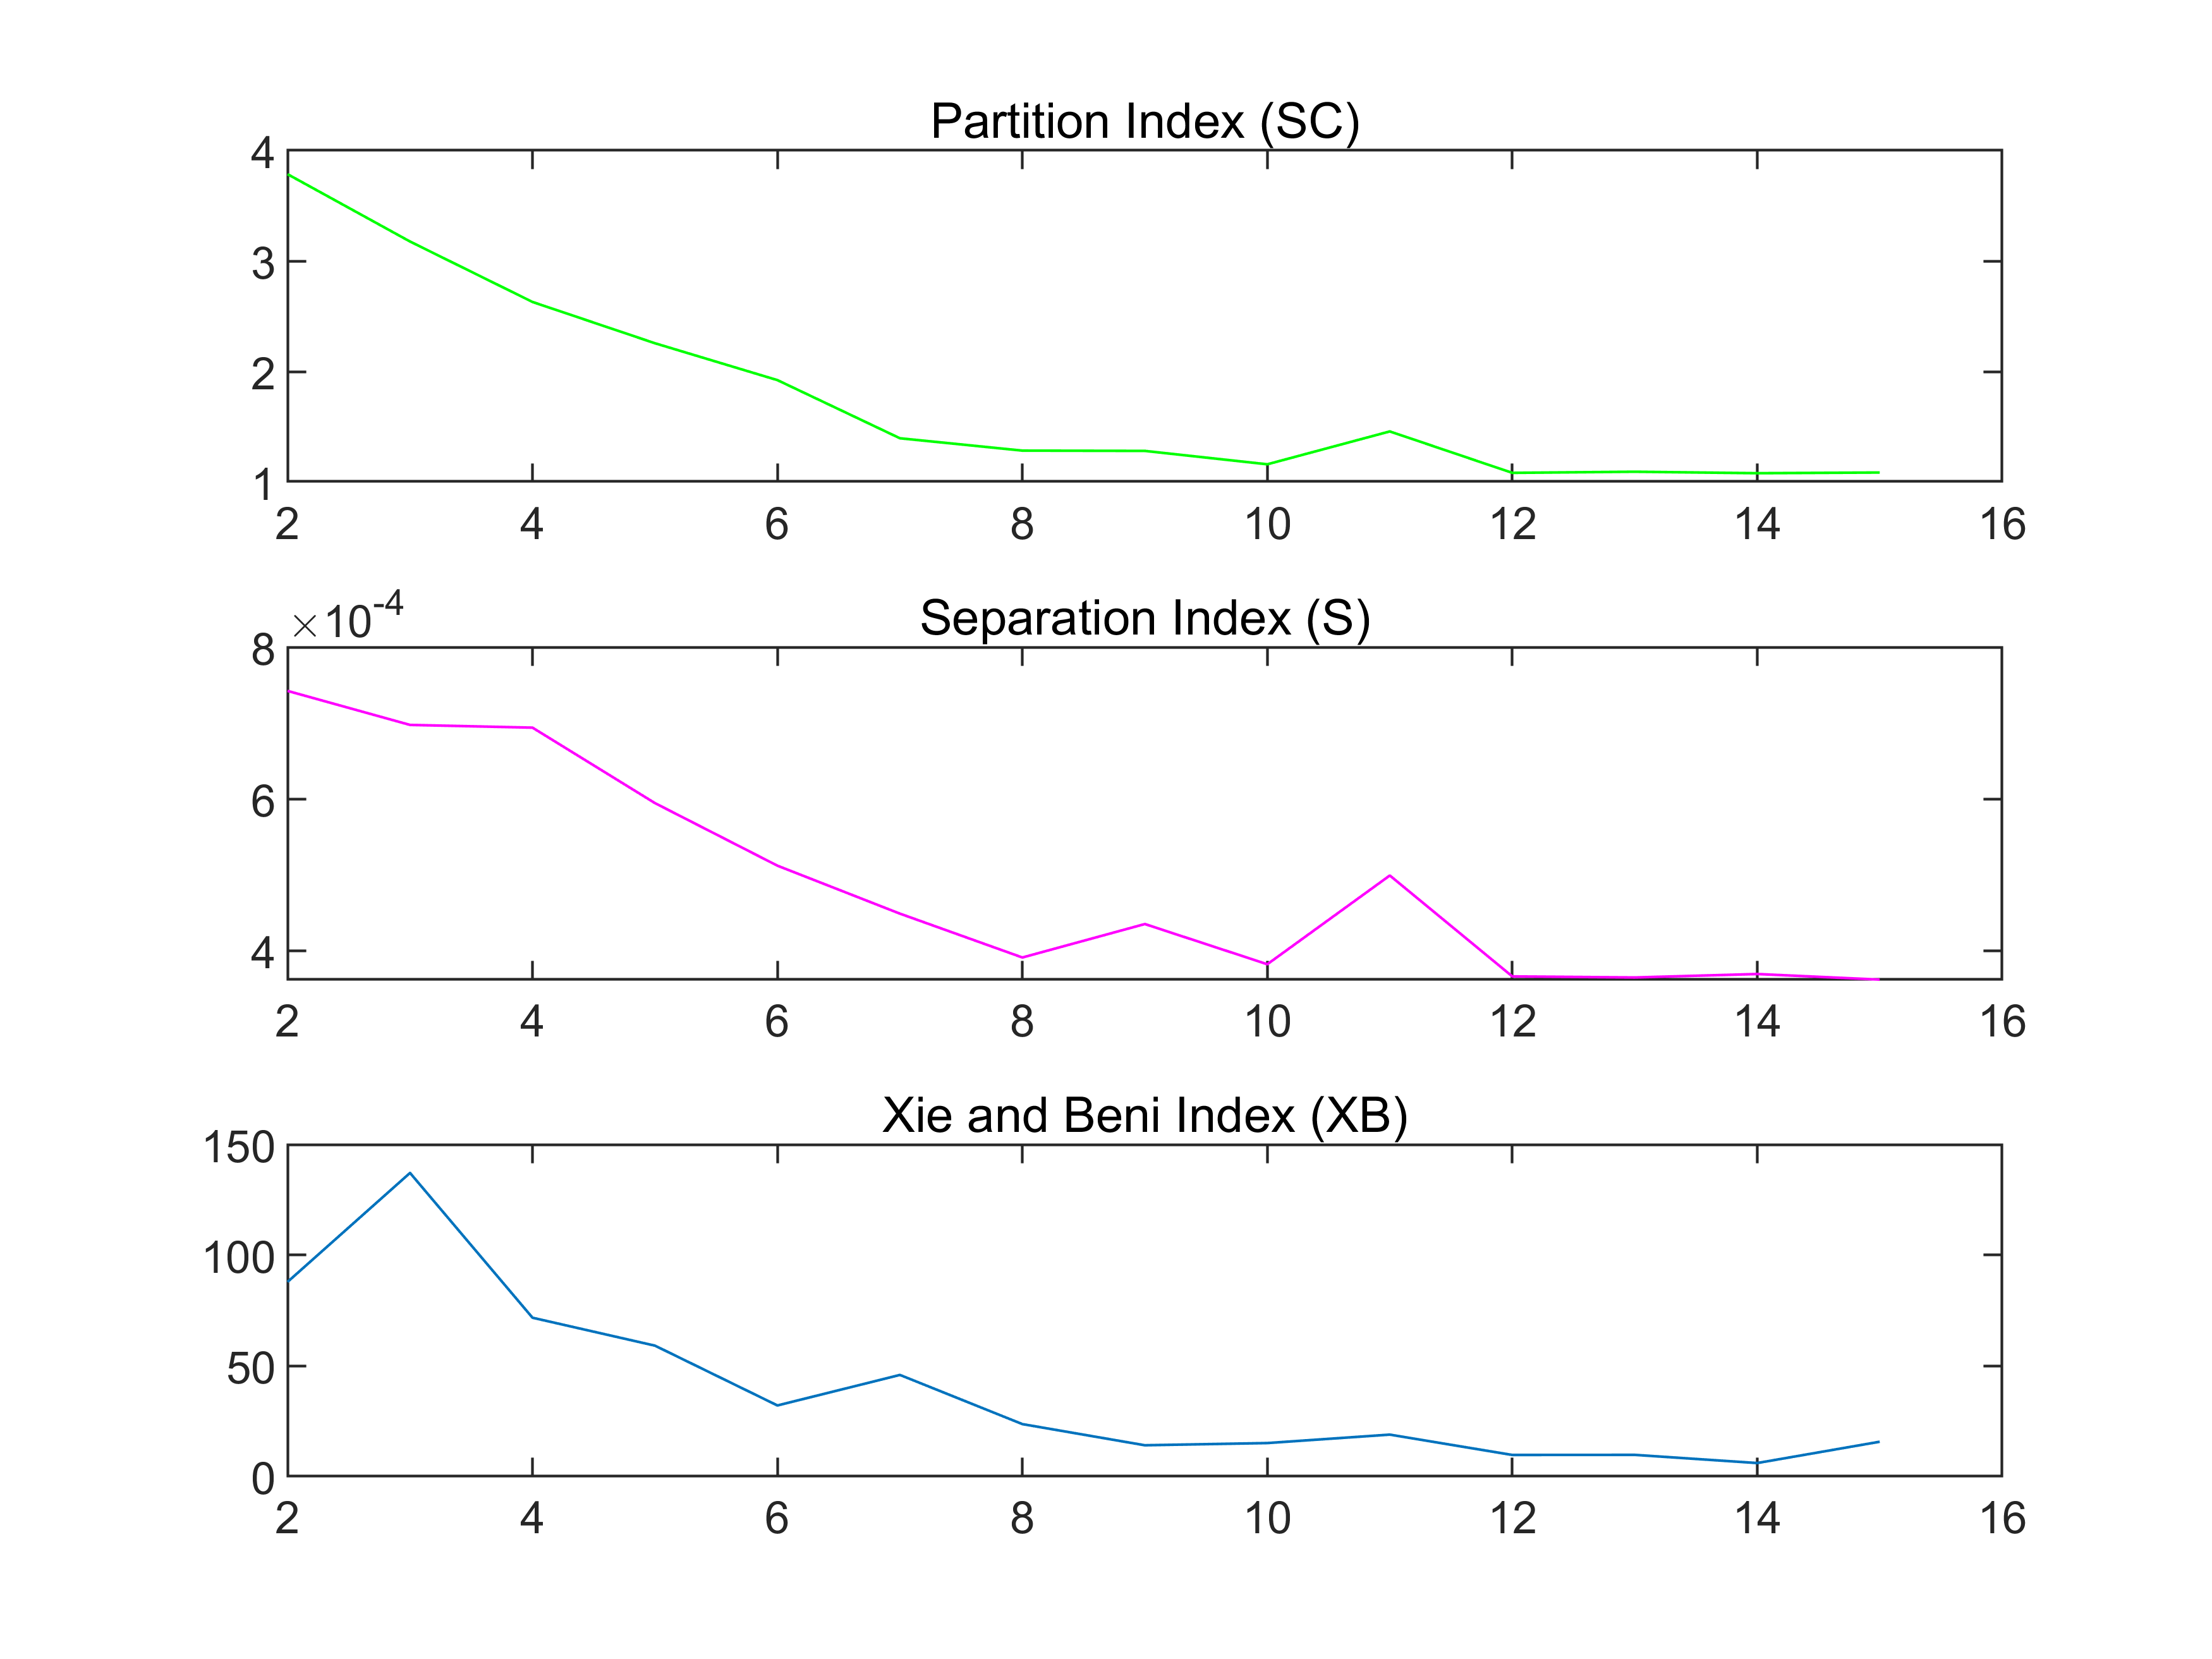 Partition Index (SC)
4
3
2
1
2 4 6 8 10 12 14 16
×10^-4
Separation Index (S)
8
6
4
2 4 6 8 10 12 14 16
Xie and Beni Index (XB)
150
100
50
0
2 4 6 8 10 12 14 16